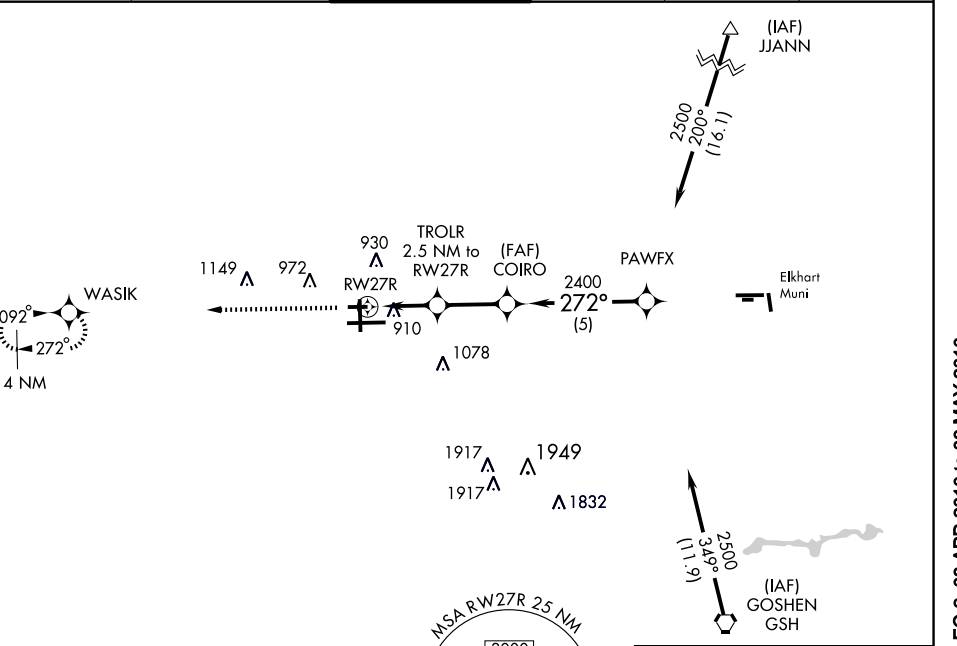 (IAF)
JJANN
2500
200°
(16.1)
TROLR
2.5 NM to
RW27R
(FAF)
COIRO
PAWFX
930
1149
972
RW27R
2400
272°
(5)
Elkhart
Muni
WASIK
092°
272°
4 NM
910
1078
1917
1949
1917
1832
2500
349°
(11.9)
(IAF)
GOSHEN
GSH
MSA RW27R 25 NM